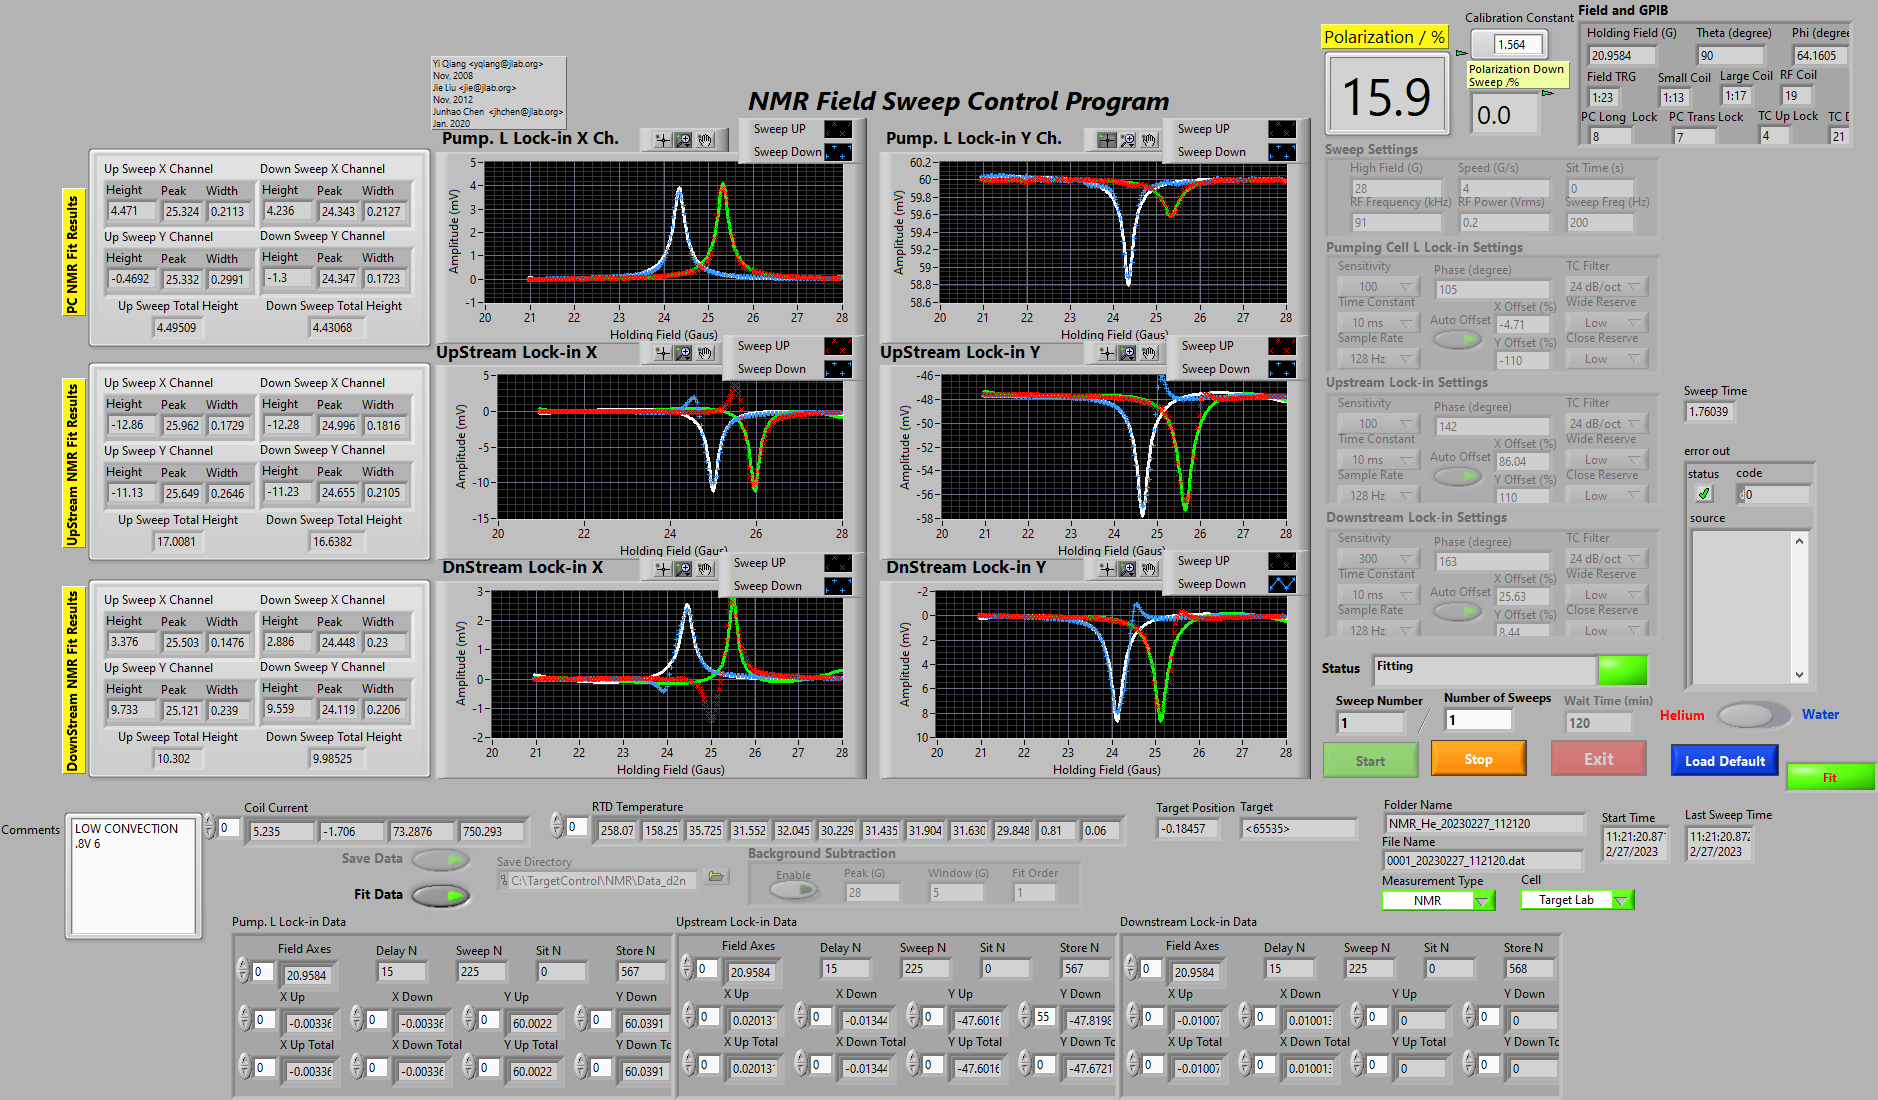 Yi Qiang <yqiang@jlab.org>
Nov, 2008
Jie Liu <jie@jlab.org>
Nov, 2012
Junhao Chen <jhchen@jlab.org>
Jan. 2020
NMR Field Sweep Control Program
Polarization / %
15.9
Calibration Constant
1.564
Polarization Down
Sweep /%
0.0
Field and GPIB
Holding Field (G) Theta (degree) Phi (degree
20.9584 90 64.1605
Field TRG Small Coil Large Coil RF Coil
1:23 1:13 1:17 19
PC Long Lock PC Trans Lock TC Up Lock TC D
8 7 4 21
PC NMR Fit Results
Up Sweep X Channel Down Sweep X Channel
Height Peak Width Height Peak Width
4.471 25.324 0.2113 4.236 24.343 0.2127
Up Sweep Y Channel Down Sweep Y Channel
Height Peak Width Height Peak Width
-0.4692 25.332 0.2991 -1.3 24.347 0.1723
Up Sweep Total Height Down Sweep Total Height
4.49509 4.43068
Pump. L Lock-in X Ch.
Sweep UP
Sweep Down
Amplitude (mV)
5
4
3
2
1
0
-1
20 21 22 23 24 25 26 27 28
Holding Field (Gaus)
Pump. L Lock-in Y Ch.
Sweep UP
Sweep Down
Amplitude (mV)
60.2
60
59.8
59.6
59.4
59.2
59
58.8
58.6
20 21 22 23 24 25 26 27 28
Holding Field (Gaus)
UpStream NMR Fit Results
Up Sweep X Channel Down Sweep X Channel
Height Peak Width Height Peak Width
-12.86 25.962 0.1729 -12.28 24.996 0.1816
Up Sweep Y Channel Down Sweep Y Channel
Height Peak Width Height Peak Width
-11.13 25.649 0.2646 -11.23 24.655 0.2105
Up Sweep Total Height Down Sweep Total Height
17.0081 16.6382
UpStream Lock-in X
Sweep UP
Sweep Down
Amplitude (mV)
5
0
-5
-10
-15
20 22 24 26 28
Holding Field (Gaus)
UpStream Lock-in Y
Sweep UP
Sweep Down
Amplitude (mV)
-46
-48
-50
-52
-54
-56
-58
20 21 22 23 24 25 26 27 28
Holding Field (Gaus)
DownStream NMR Fit Results
Up Sweep X Channel Down Sweep X Channel
Height Peak Width Height Peak Width
3.376 25.503 0.1476 2.886 24.448 0.23
Up Sweep Y Channel Down Sweep Y Channel
Height Peak Width Height Peak Width
9.733 25.121 0.239 9.559 24.119 0.2206
Up Sweep Total Height Down Sweep Total Height
10.302 9.98525
DnStream Lock-in X
Sweep UP
Sweep Down
Amplitude (mV)
3
2
1
0
-1
-2
20 21 22 23 24 25 26 27 28
Holding Field (Gaus)
DnStream Lock-in Y
Sweep UP
Sweep Down
Amplitude (mV)
-2
0
2
4
6
8
10
20 21 22 23 24 25 26 27 28
Holding Field (Gaus)
Sweep Settings
High Field (G) Speed (G/s) Sit Time (s)
28 4 0
RF Frequency (kHz) RF Power (Vrms) Sweep Freq (Hz)
91 0.2 200
Pumping Cell L Lock-in Settings
Sensitivity Phase (degree) TC Filter
100 105 24 dB/oct
Time Constant X Offset (%) Wide Reserve
10 ms Auto Offset -4.71 Low
Sample Rate Y Offset (%) Close Reserve
128 Hz -110 Low
Upstream Lock-in Settings
Sensitivity Phase (degree) TC Filter
100 142 24 dB/oct
Time Constant X Offset (%) Wide Reserve
10 ms Auto Offset 86.04 Low
Sample Rate Y Offset (%) Close Reserve
128 Hz 110 Low
Downstream Lock-in Settings
Sensitivity Phase (degree) TC Filter
300 163 24 dB/oct
Time Constant X Offset (%) Wide Reserve
10 ms Auto Offset 25.63 Low
Sample Rate Y Offset (%) Close Reserve
128 Hz 8.44 Low
Sweep Time
1.76039
error out
status code
0
source
Status Fitting
Sweep Number Number of Sweeps Wait Time (min)
1 / 1 120
Helium Water
Start Stop Exit Load Default Fit
Comments
LOW CONVECTION
.8V 6
Coil Current
0 5.235 -1.706 73.2876 750.293
RTD Temperature
0 258.07 158.25 35.725 31.552 32.045 30.229 31.435 31.904 31.630 29.848 0.81 0.06
Target Position Target
-0.18457 <65535>
Folder Name
NMR_He_20230227_112120
File Name
0001_20230227_112120.dat
Start Time Last Sweep Time
11:21:20.87 11:21:20.87
2/27/2023 2/27/2023
Measurement Type Cell
NMR Target Lab
Save Data
Fit Data
Save Directory
C:\TargetControl\NMR\Data_d2n
Background Subtraction
Enable Peak (G) Window (G) Fit Order
28 5 1
Pump. L Lock-in Data
Field Axes Delay N Sweep N Sit N Store N
0 20.9584 15 225 0 567
X Up X Down Y Up Y Down
0 -0.00336 0 -0.00336 0 60.0022 0 60.0391
X Up Total X Down Total Y Up Total Y Down To
0 -0.00336 0 -0.00336 0 60.0022 0 60.0391
Upstream Lock-in Data
Field Axes Delay N Sweep N Sit N Store N
0 20.9584 15 225 0 567
X Up X Down Y Up Y Down
0 0.02013 0 -0.01344 0 -47.6016 55 -47.8198
X Up Total X Down Total Y Up Total Y Down Tc
0 0.02013 0 -0.01344 0 -47.6016 0 -47.6721
Downstream Lock-in Data
Field Axes Delay N Sweep N Sit N Store N
0 20.9584 15 225 0 568
X Up X Down Y Up Y Down
0 -0.01007 0 0.01001 0 0 0 0
X Up Total X Down Total Y Up Total Y Down Tc
0 -0.01007 0 0.01001 0 0 0 0